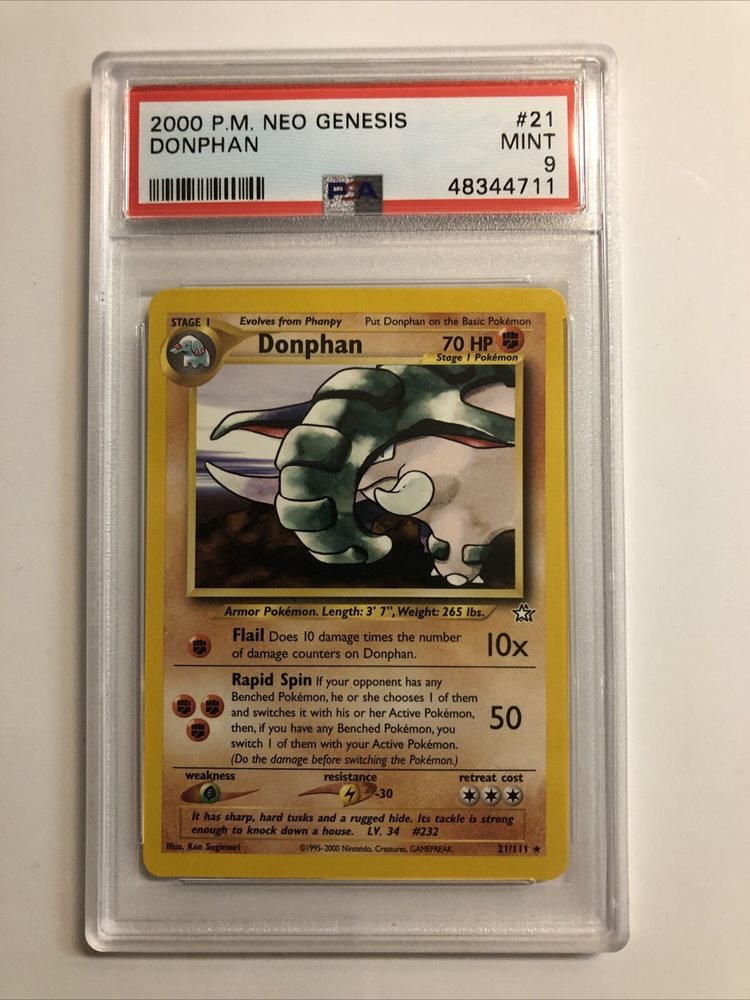 2000 P.M. NEO GENESIS #21
DONPHAN MINT
9
PSA 48344711
STAGE 1 Evolves from Phanpy Put Donphan on the Basic Pokémon
Donphan 70 HP
Stage 1 Pokémon
Armor Pokémon. Length: 3' 7", Weight: 265 lbs.
Flail Does 10 damage times the number
of damage counters on Donphan.
10x
Rapid Spin If your opponent has any
Benched Pokémon, he or she chooses 1 of them
and switches it with his or her Active Pokémon,
then, if you have any Benched Pokémon, you
switch 1 of them with your Active Pokémon.
(Do the damage before switching the Pokémon.)
50
weakness resistance retreat cost
-30
It has sharp, hard tusks and a rugged hide. Its tackle is strong
enough to knock down a house. LV. 34 #232
Illus. Ken Sugimori ©1995-2000 Nintendo, Creatures, GAMEFREAK. 21/111 ★